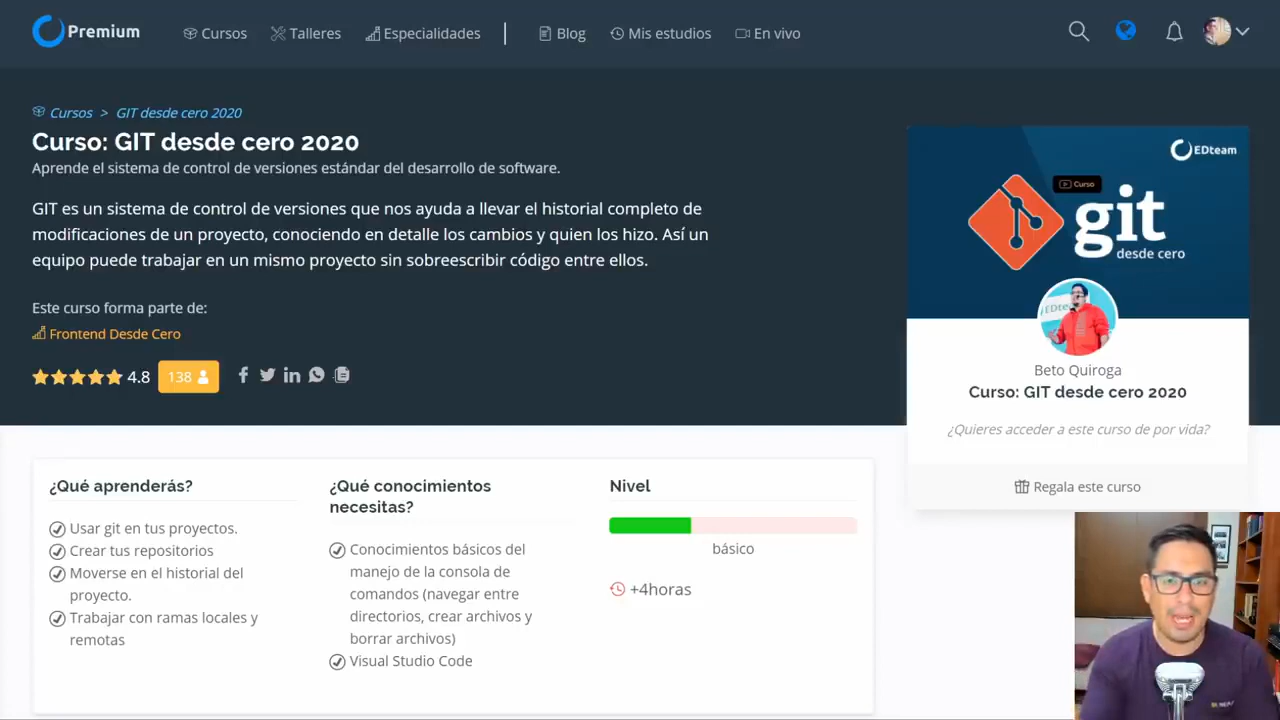 Premium
Cursos
Talleres
Especialidades
Blog
Mis estudios
En vivo
Cursos > GIT desde cero 2020
Curso: GIT desde cero 2020
Aprende el sistema de control de versiones estándar del desarrollo de software.
GIT es un sistema de control de versiones que nos ayuda a llevar el historial completo de
modificaciones de un proyecto, conociendo en detalle los cambios y quien los hizo. Así un
equipo puede trabajar en un mismo proyecto sin sobreescribir código entre ellos.
Este curso forma parte de:
Frontend Desde Cero
4.8
138
EDteam
Curso
git
desde cero
EDte
Beto Quiroga
Curso: GIT desde cero 2020
¿Quieres acceder a este curso de por vida?
Regala este curso
¿Qué aprenderás?
Usar git en tus proyectos.
Crear tus repositorios
Moverse en el historial del
proyecto.
Trabajar con ramas locales y
remotas
¿Qué conocimientos
necesitas?
Conocimientos básicos del
manejo de la consola de
comandos (navegar entre
directorios, crear archivos y
borrar archivos)
Visual Studio Code
Nivel
básico
+4horas